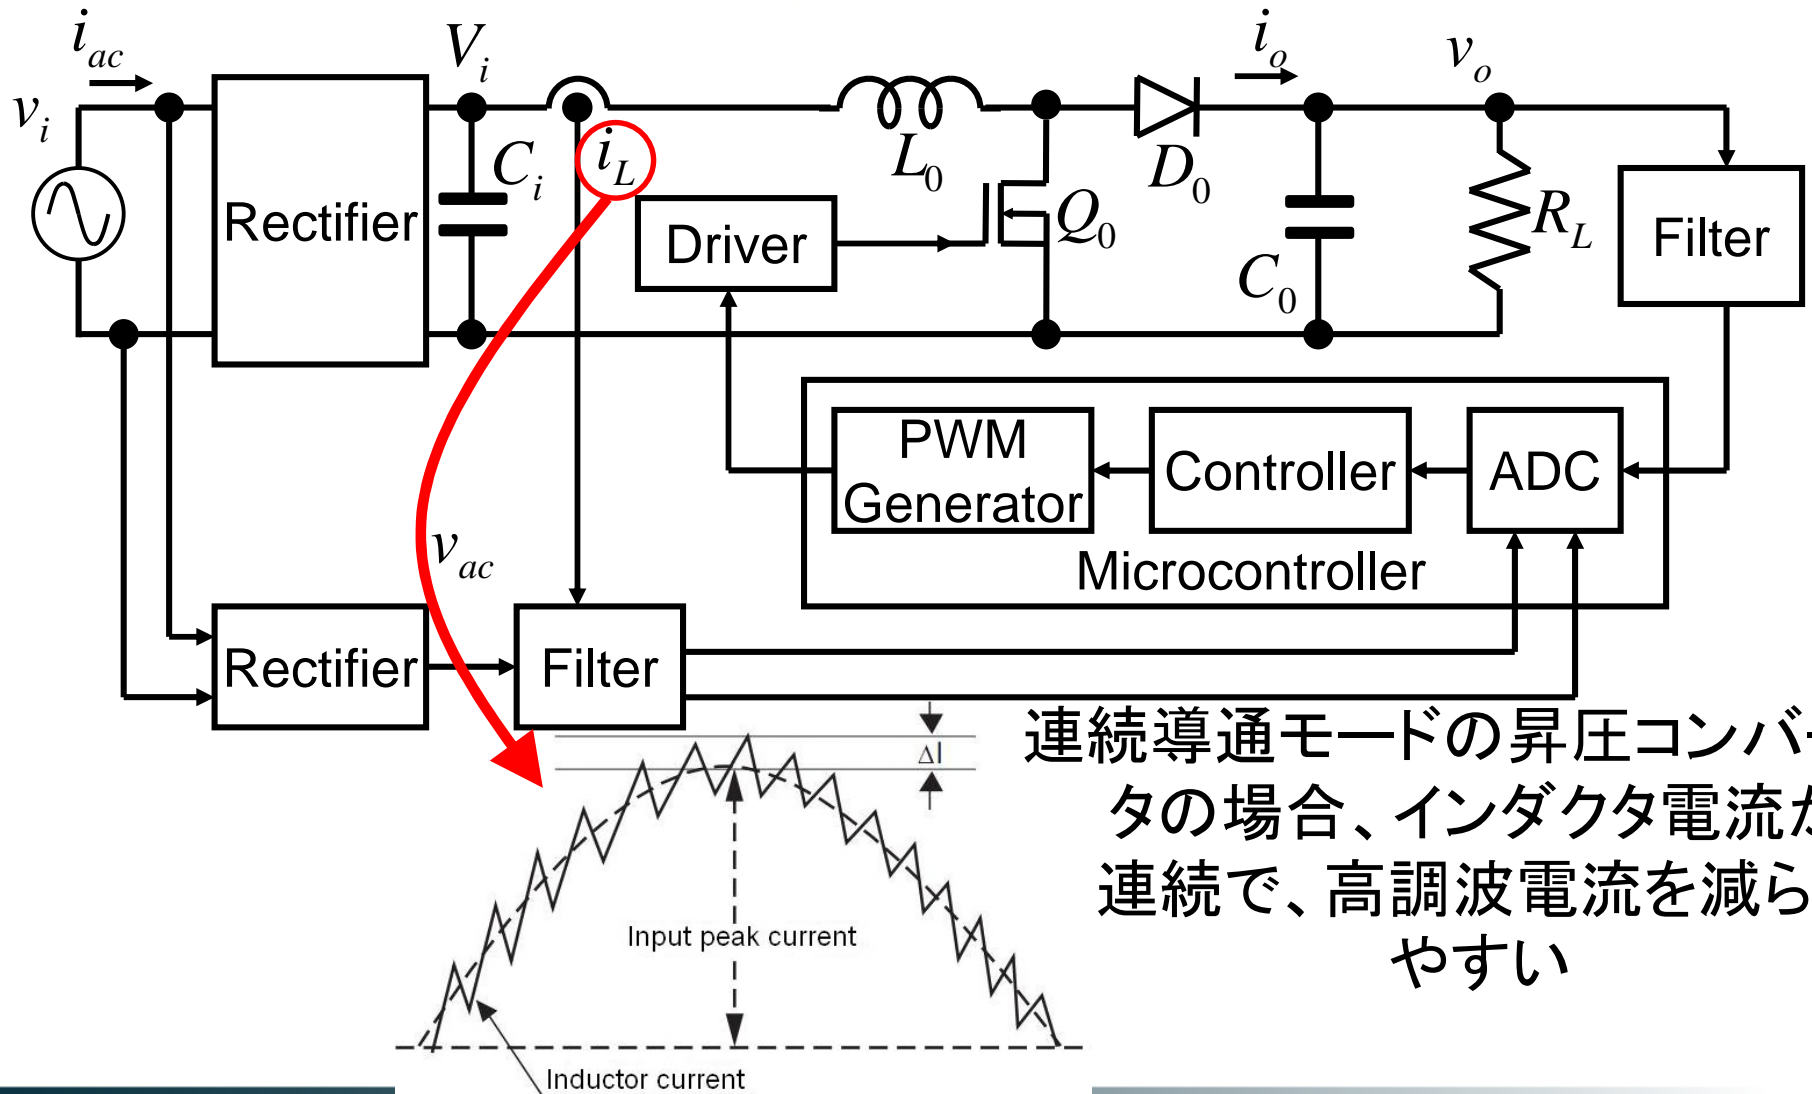 i_ac
V_i
i_o
v_o
v_i
C_i
i_L
L_0
D_0
Rectifier
Driver
Q_0
C_0
R_L
Filter
PWM
Generator
Controller
ADC
Microcontroller
v_ac
Rectifier
Filter
ΔI
連続導通モードの昇圧コンバー
タの場合、インダクタ電流が
連続で、高調波電流を減ら
やすい
Input peak current
Inductor current